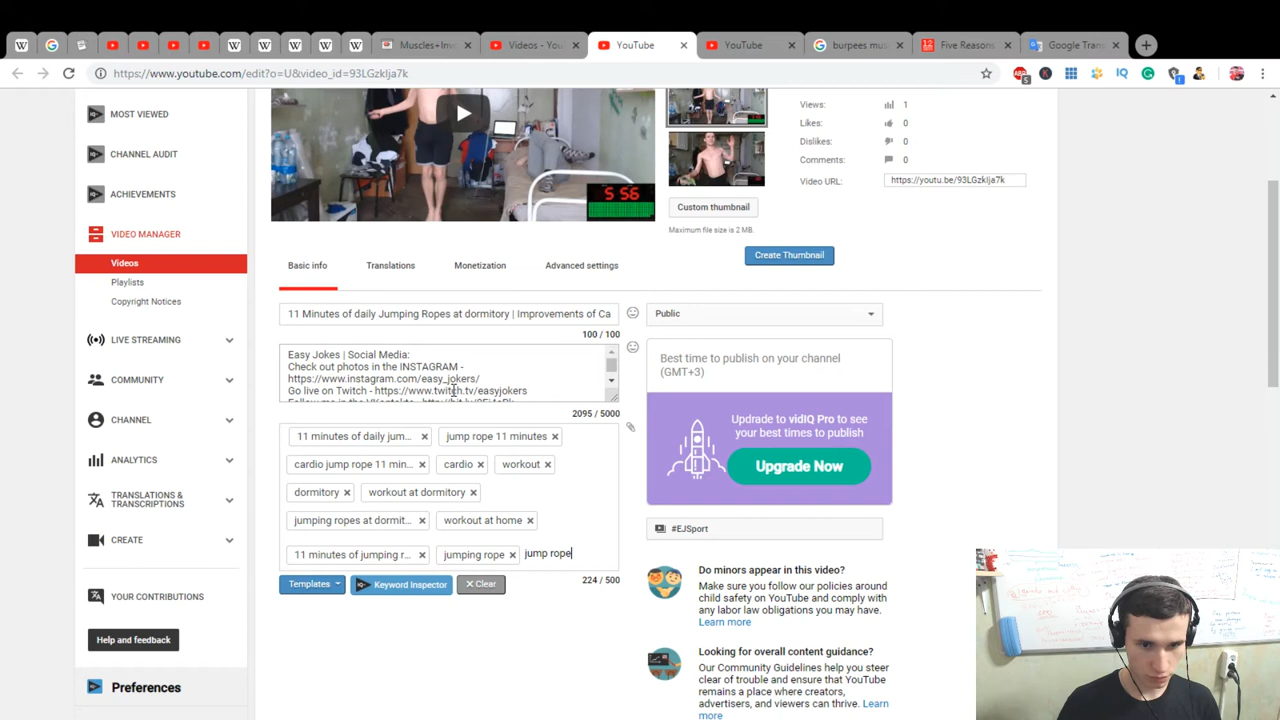 Muscles+Inv
Videos - You
YouTube
YouTube
burpees mus
Five Reasons
Google Tran
https://www.youtube.com/edit?o=U&video_id=93LGzkIja7k
MOST VIEWED
CHANNEL AUDIT
ACHIEVEMENTS
VIDEO MANAGER
Videos
Playlists
Copyright Notices
LIVE STREAMING
COMMUNITY
CHANNEL
ANALYTICS
TRANSLATIONS &
TRANSCRIPTIONS
CREATE
YOUR CONTRIBUTIONS
Help and feedback
Preferences
5 56
Views: 1
Likes: 0
Dislikes: 0
Comments: 0
Video URL: https://youtu.be/93LGzkIja7k
Custom thumbnail
Maximum file size is 2 MB.
Create Thumbnail
Basic info
Translations
Monetization
Advanced settings
11 Minutes of daily Jumping Ropes at dormitory | Improvements of Ca
100 / 100
Easy Jokes | Social Media:
Check out photos in the INSTAGRAM -
https://www.instagram.com/easy_jokers/
Go live on Twitch - https://www.twitch.tv/easyjokers
2095 / 5000
11 minutes of daily jum...
jump rope 11 minutes
cardio jump rope 11 min...
cardio
workout
dormitory
workout at dormitory
jumping ropes at dormit...
workout at home
11 minutes of jumping r...
jumping rope
jump rope
Templates
Keyword Inspector
Clear
224 / 500
Public
Best time to publish on your channel
(GMT+3)
Updrade to vidIQ Pro to see
your best times to publish
Upgrade Now
#EJSport
Do minors appear in this video?
Make sure you follow our policies around
child safety on YouTube and comply with
any labor law obligations you may have.
Learn more
Looking for overall content guidance?
Our Community Guidelines help you steer
clear of trouble and ensure that YouTube
remains a place where creators,
advertisers, and viewers can thrive. Learn
more